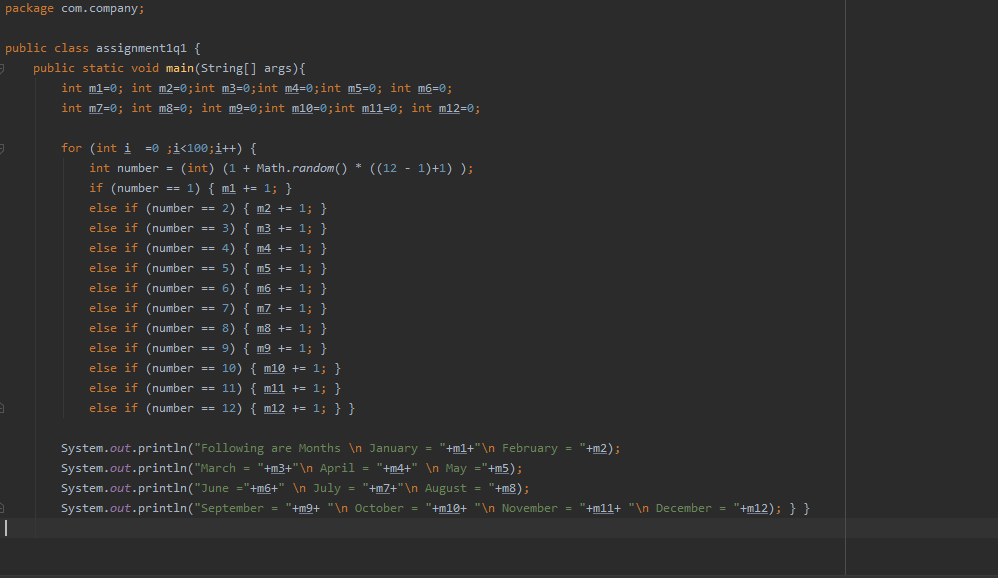 package com.company;
public class assignment1q1 {
public static void main(String[] args){
int m1=0; int m2=0;int m3=0;int m4=0;int m5=0; int m6=0;
int m7=0; int m8=0; int m9=0;int m10=0;int m11=0; int m12=0;
for (int i  =0 ;i<100;i++) {
int number = (int) (1 + Math.random() * ((12 - 1)+1) );
if (number == 1) { m1 += 1; }
else if (number == 2) { m2 += 1; }
else if (number == 3) { m3 += 1; }
else if (number == 4) { m4 += 1; }
else if (number == 5) { m5 += 1; }
else if (number == 6) { m6 += 1; }
else if (number == 7) { m7 += 1; }
else if (number == 8) { m8 += 1; }
else if (number == 9) { m9 += 1; }
else if (number == 10) { m10 += 1; }
else if (number == 11) { m11 += 1; }
else if (number == 12) { m12 += 1; } }
System.out.println("Following are Months \n January = "+m1+"\n February = "+m2);
System.out.println("March = "+m3+"\n April = "+m4+" \n May ="+m5);
System.out.println("June ="+m6+" \n July = "+m7+"\n August = "+m8);
System.out.println("September = "+m9+ "\n October = "+m10+ "\n November = "+m11+ "\n December = "+m12); } }